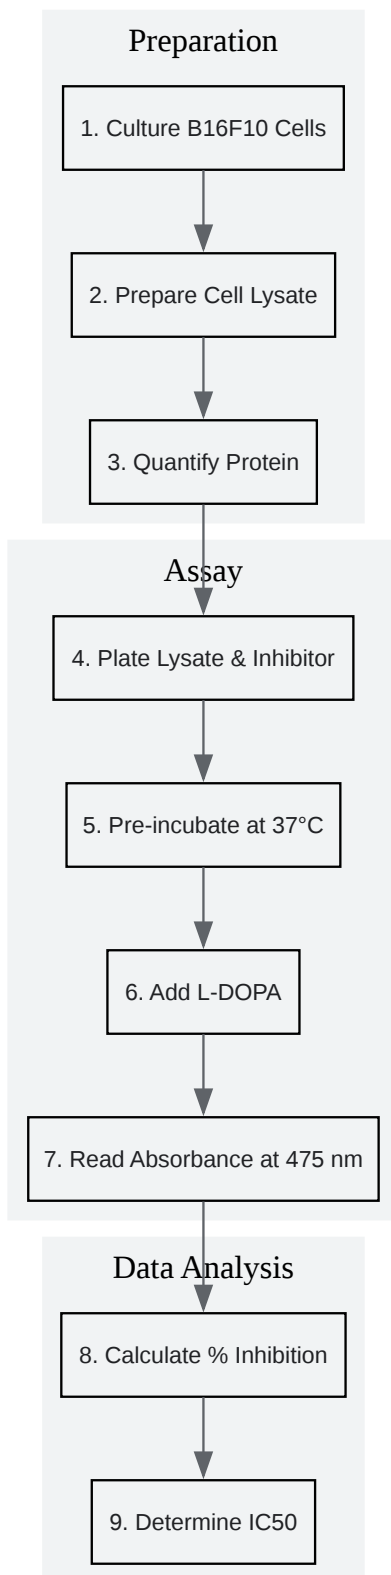 Preparation
1. Culture B16F10 Cells
2. Prepare Cell Lysate
3. Quantify Protein
Assay
4. Plate Lysate & Inhibitor
5. Pre-incubate at 37°C
6. Add L-DOPA
7. Read Absorbance at 475 nm
Data Analysis
8. Calculate % Inhibition
9. Determine IC50